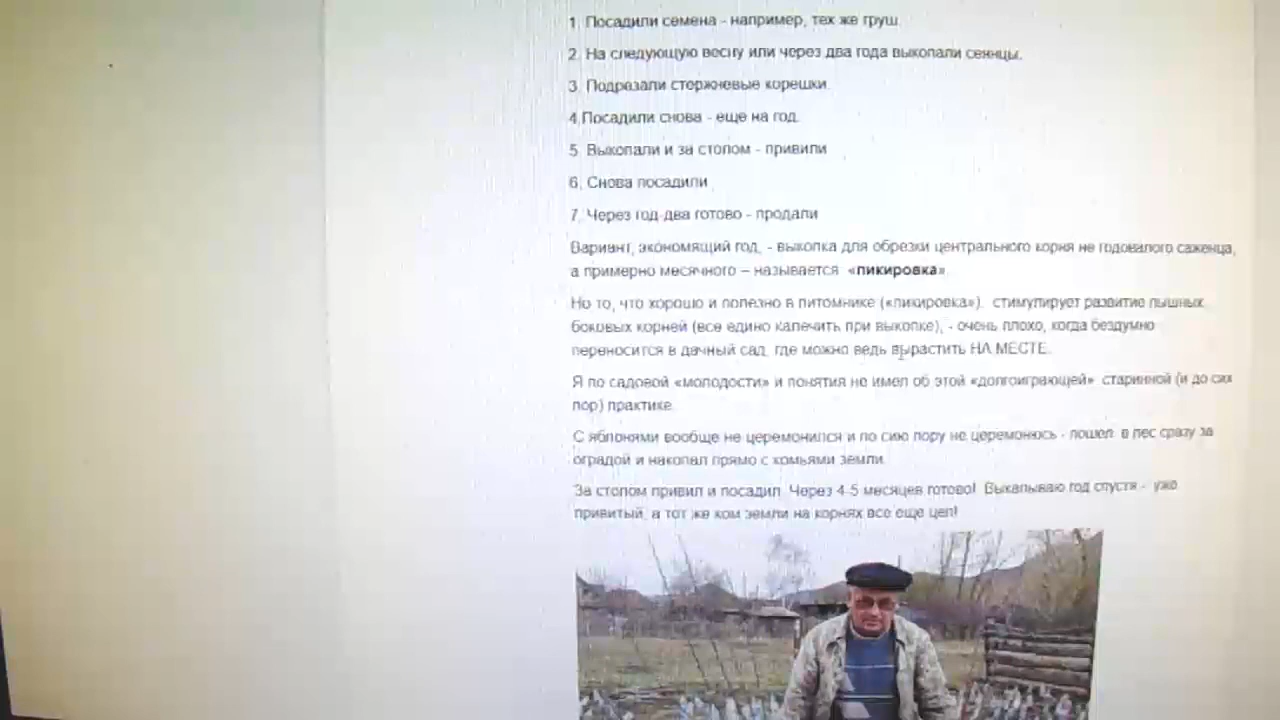 1. Посадили семена - например, тех же груш
2. На следующую весну или через два года выкопали сеянцы.
3. Подрезали стержневые корешки.
4.Посадили снова - еще на год.
5. Выкопали и за столом - привили
6. Снова посадили
7. Через год-два готово - продали
Вариант, экономящий год, - выкопка для обрезки центрального корня не годовалого саженца,
а примерно месячного – называется «пикировка».
Но то, что хорошо и полезно в питомнике («пикировка»), стимулирует развитие пышных
боковых корней (все едино калечить при выкопке), - очень плохо, когда бездумно
переносится в дачный сад, где можно ведь вырастить НА МЕСТЕ.
Я по садовой «молодости» и понятия не имел об этой «долгоиграющей» старинной (и до сих
пор) практике.
С яблонями вообще не церемонился и по сию пору не церемонюсь - пошел в лес сразу за
оградой и накопал прямо с комьями земли.
За столом привил и посадил. Через 4-5 месяцев готово! Выкапываю год спустя - уже
привитый, а тот же ком земли на корнях все еще цел!